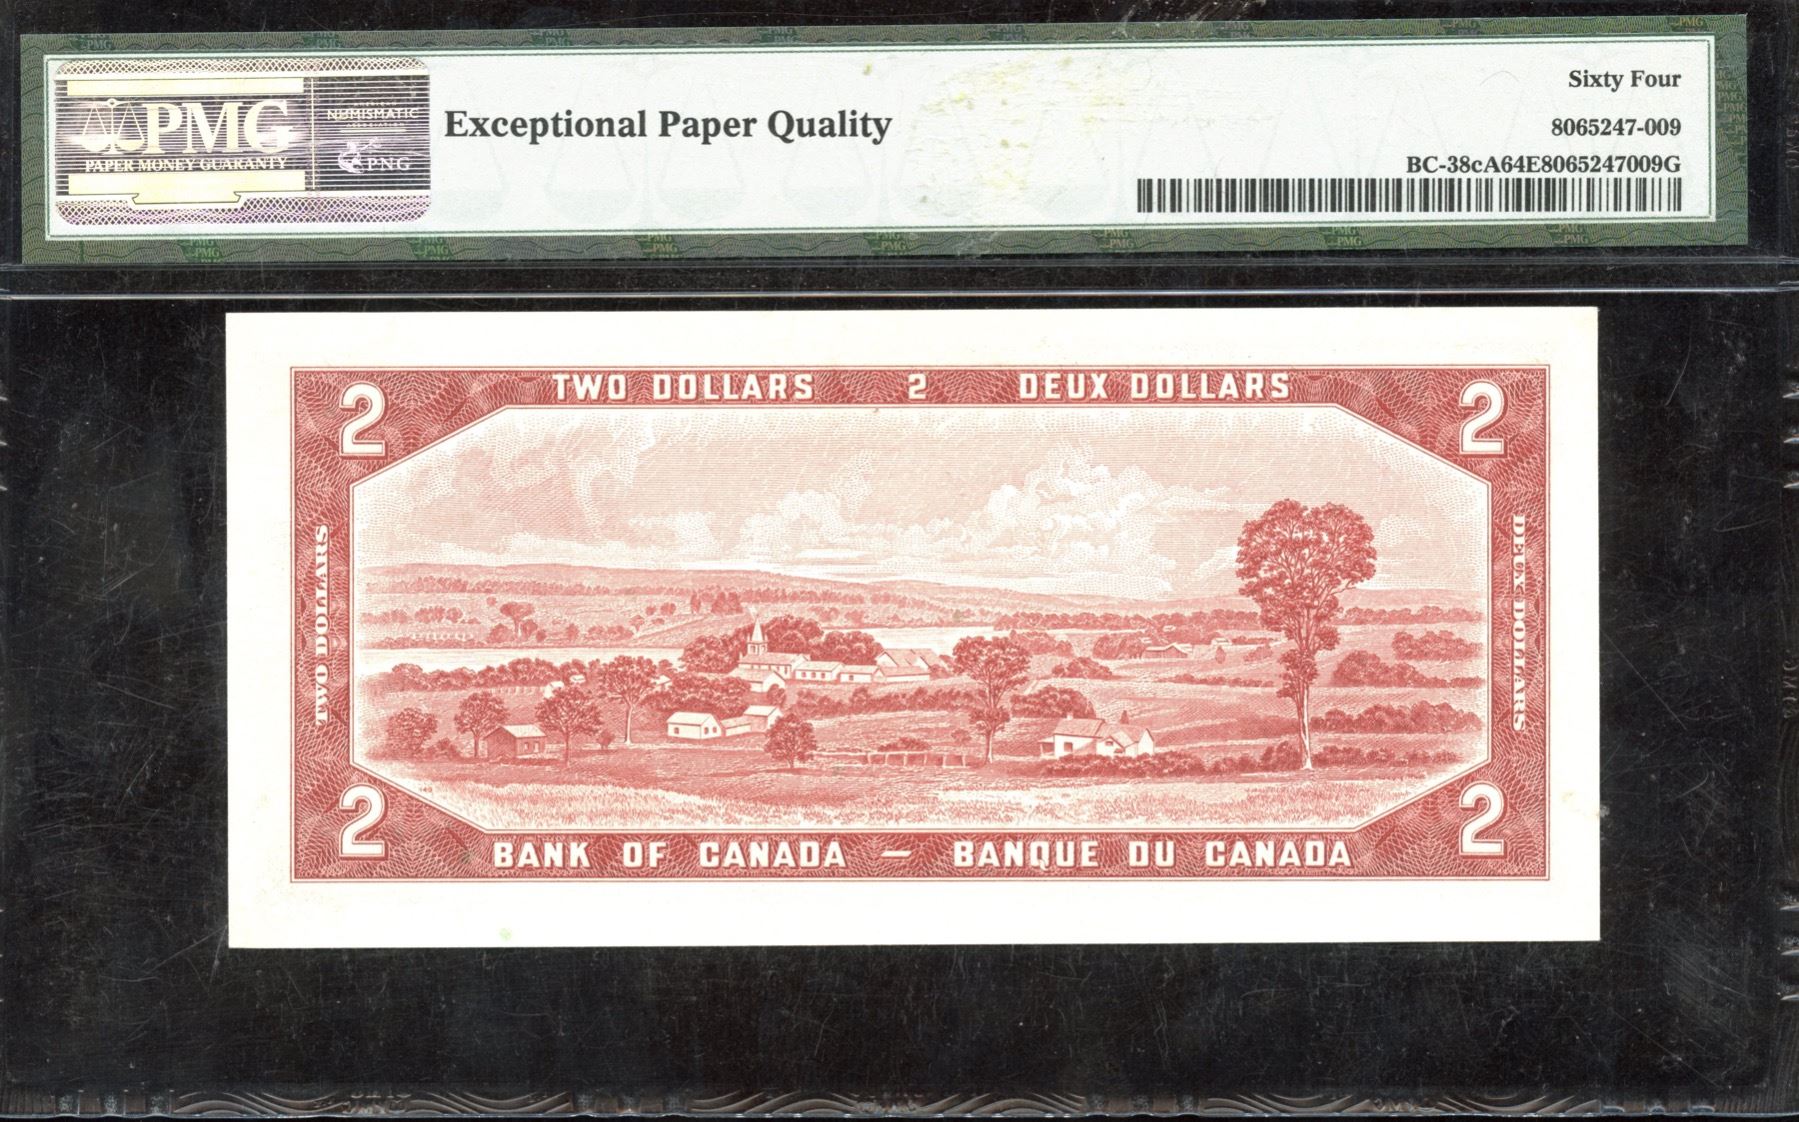 PMG
PAPER MONEY GUARANTY
NUMISMATIC
PNG
Exceptional Paper Quality
Sixty Four
8065247-009
BC-38cA64E8065247009G
TWO DOLLARS 2 DEUX DOLLARS
2
2
TWO DOLLARS
DEUX DOLLARS
2
2
BANK OF CANADA – BANQUE DU CANADA